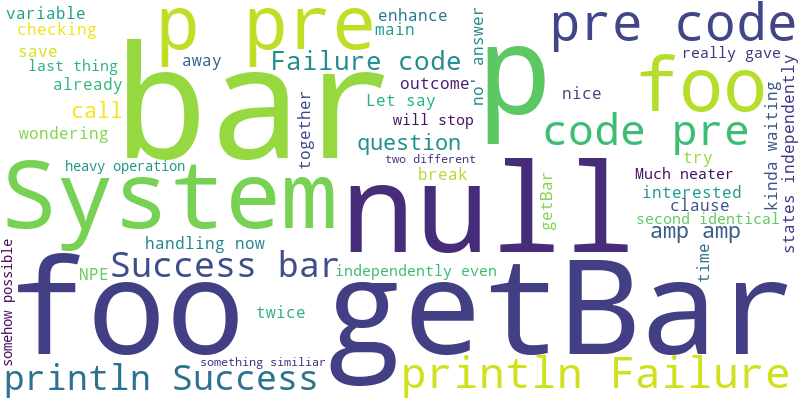 variable
p pre
enhance
pre code
checking
main
save
bar
Failure code
no answer
really gave
last thing
away
p
foo
already
outcome
nice
call
together
Let say
will stop
kinda waiting
states independently
wondering
question
code pre
System
heavy operation
two different
null
try
break
Much neater
getBar
interested
clause
second identical
handling now
amp amp
somehow possible
foo
NPE
Success bar
independently even
getBar
time
twice
something similiar
println Success
println Failure